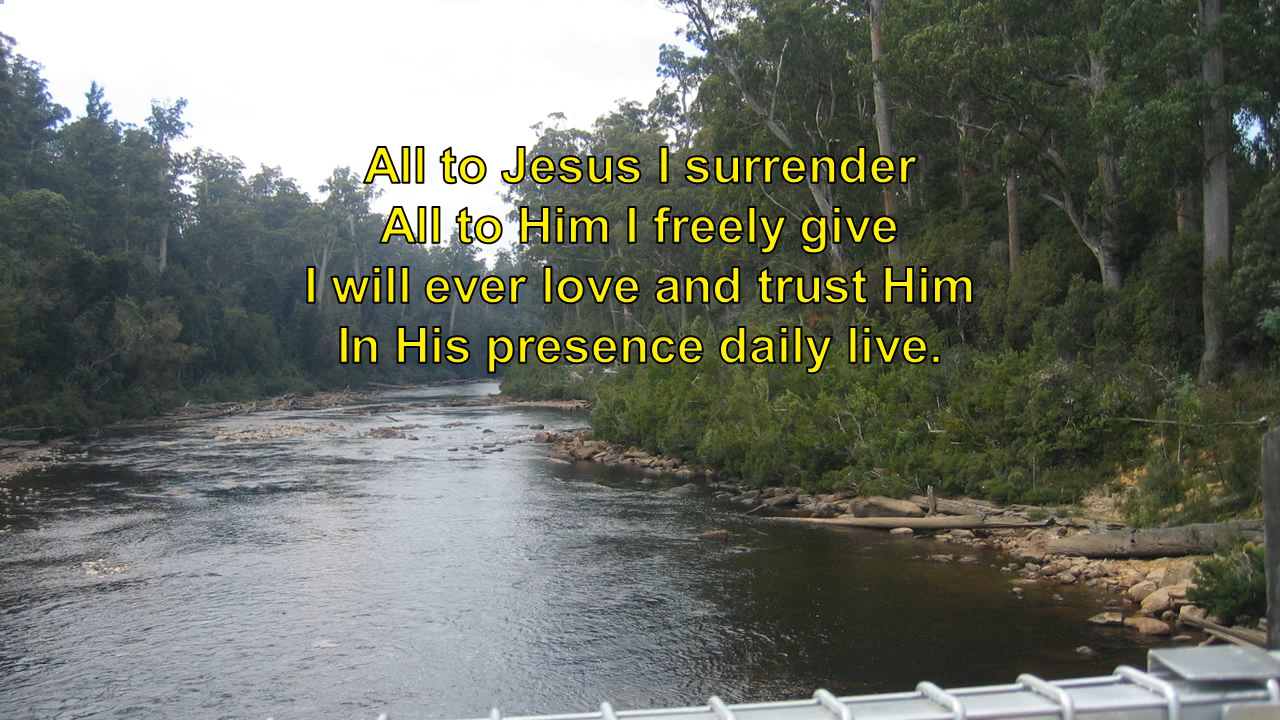 All to Jesus I surrender
All to Him I freely give
I will ever love and trust Him
In His presence daily live.